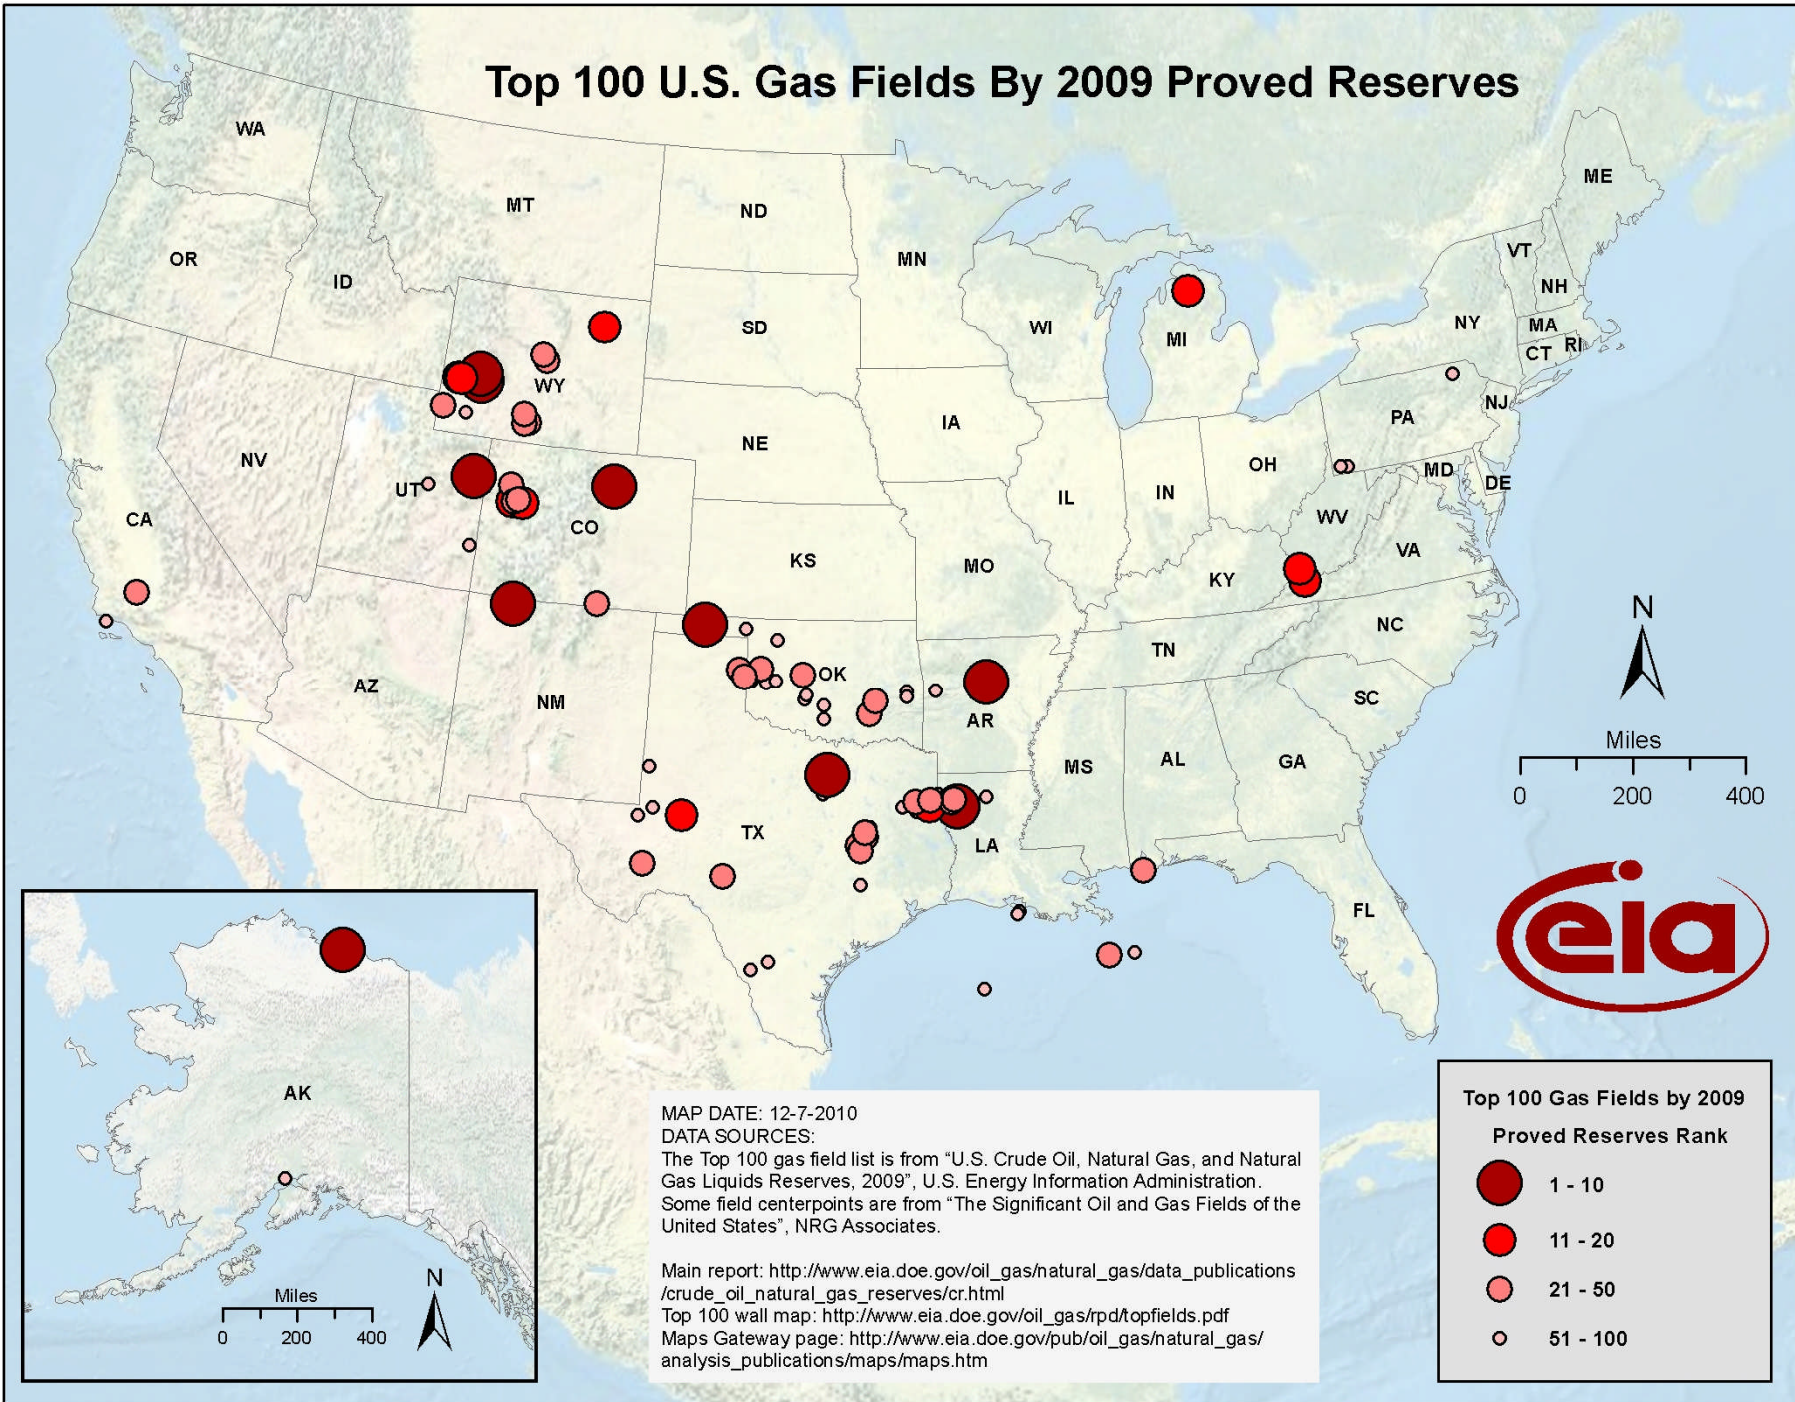 Top 100 U.S. Gas Fields By 2009 Proved Reserves
WA
MT
ND
MN
ME
OR
ID
SD
WI
MI
VT
NH
NY
MA
CT
RI
WY
NE
IA
PA
NJ
NV
UT
CO
IL
IN
OH
MD
DE
CA
KS
MO
WV
VA
KY
AZ
NM
OK
AR
TN
NC
SC
TX
LA
MS
AL
GA
FL
N
Miles
0 200 400
eia
AK
N
Miles
0 200 400
MAP DATE: 12-7-2010
DATA SOURCES:
The Top 100 gas field list is from “U.S. Crude Oil, Natural Gas, and Natural
Gas Liquids Reserves, 2009”, U.S. Energy Information Administration.
Some field centerpoints are from “The Significant Oil and Gas Fields of the
United States”, NRG Associates.
Main report: http://www.eia.doe.gov/oil_gas/natural_gas/data_publications
/crude_oil_natural_gas_reserves/cr.html
Top 100 wall map: http://www.eia.doe.gov/oil_gas/rpd/topfields.pdf
Maps Gateway page: http://www.eia.doe.gov/pub/oil_gas/natural_gas/
analysis_publications/maps/maps.htm
Top 100 Gas Fields by 2009
Proved Reserves Rank
1 - 10
11 - 20
21 - 50
51 - 100